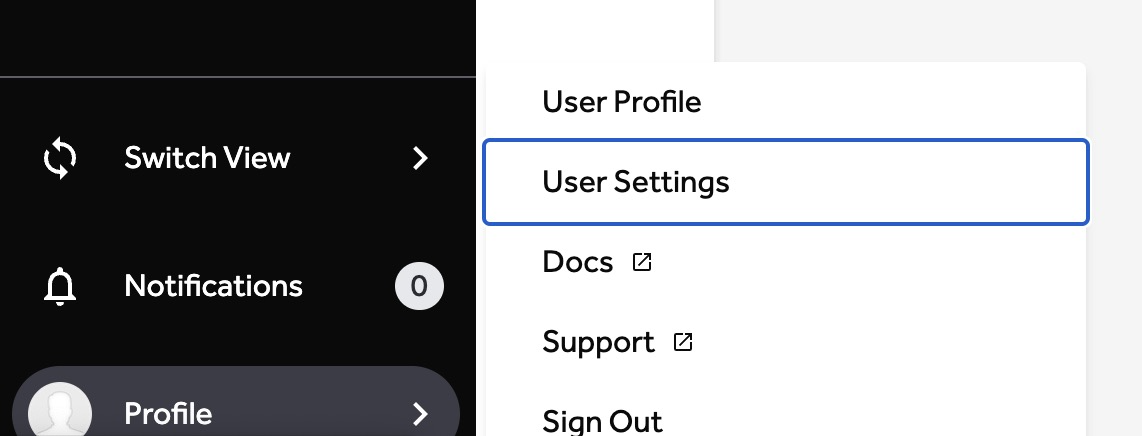 Switch View
Notifications
0
Profile
User Profile
User Settings
Docs
Support
Sign Out